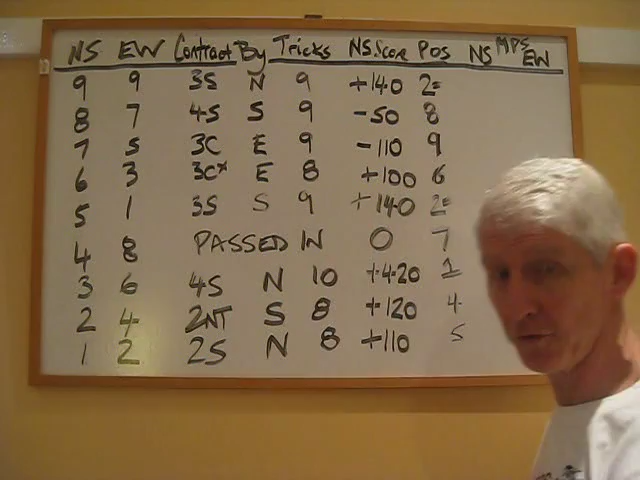 NS EW Contract By Tricks NS Score Pos NS MPS EW
9 9 3S N 9 +140 2=
8 7 4S S 9 -50 8
7 5 3C E 9 -110 9
6 3 3C* E 8 +100 6
5 1 3S S 9 +140 2=
4 8 PASSED IN 0 7
3 6 4S N 10 +420 1
2 4 2NT S 8 +120 4
1 2 2S N 8 +110 5